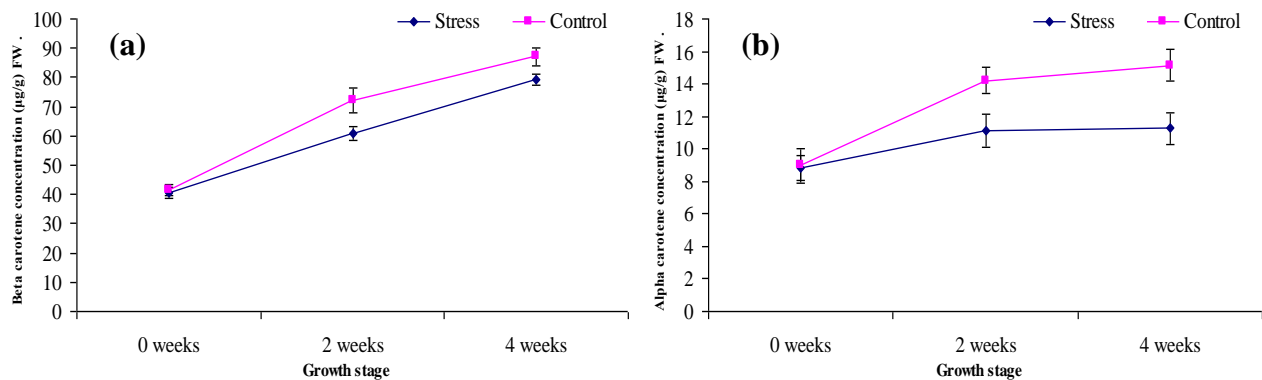 (a)
Stress
Control
Beta carotene concentration (µg/g) FW .
100
90
80
70
60
50
40
30
20
10
0
0 weeks
2 weeks
4 weeks
Growth stage
(b)
Stress
Control
Alpha carotene concentration (µg/g) FW .
18
16
14
12
10
8
6
4
2
0
0 weeks
2 weeks
4 weeks
Growth stage